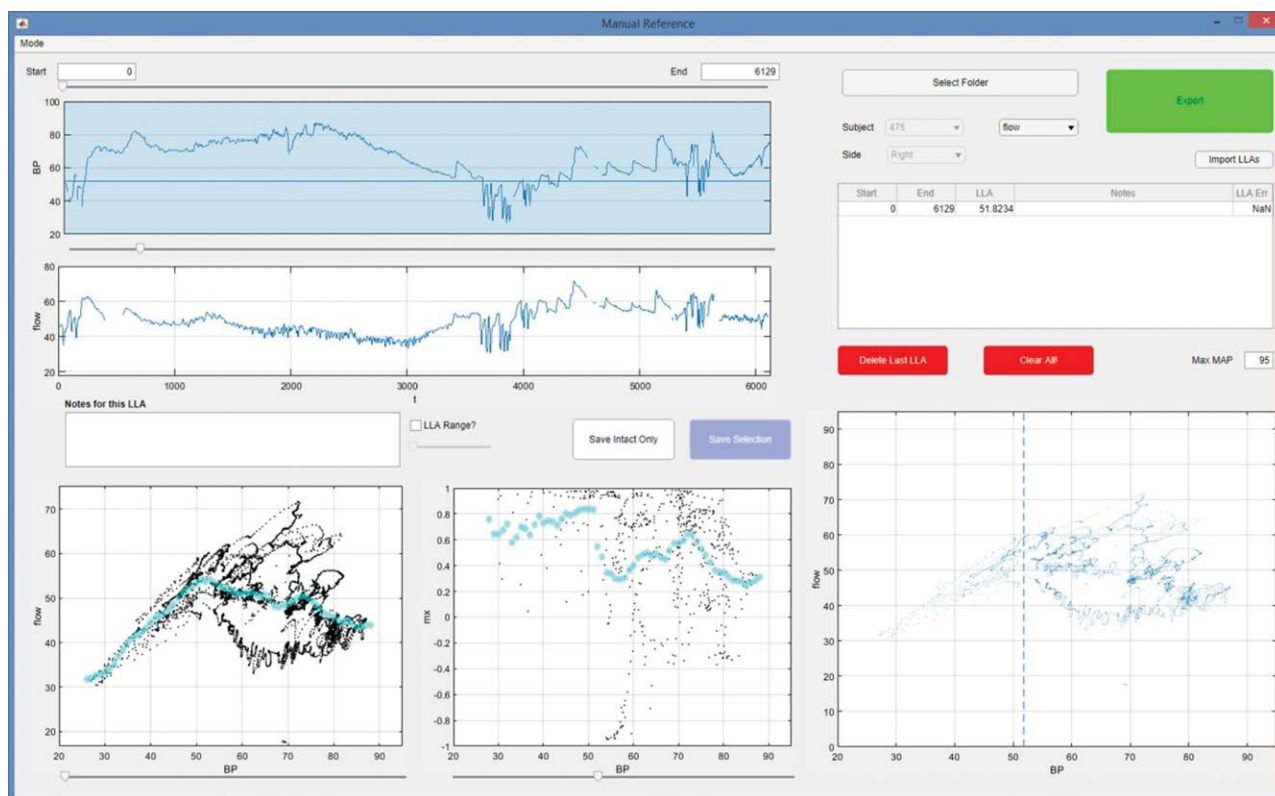 Manual Reference
Mode
Start 0 End 6129
Select Folder
Export
Subject 475 flow
Side Right
Import LLAs
100
80
60
40
20
BP
Start End LLA Notes LLA Err
0 6129 51.8234 NaN
80
60
40
20
flow
0 1000 2000 3000 4000 5000 6000
t
Delete Last LLA Clear All! Max MAP 95
Notes for this LLA
LLA Range?
Save Intact Only Save Selection
70
60
50
40
30
20
flow
20 30 40 50 60 70 80 90
BP
1
0.8
0.6
0.4
0.2
0
-0.2
-0.4
-0.6
-0.8
-1
mx
20 30 40 50 60 70 80 90
BP
90
80
70
60
50
40
30
20
10
0
flow
20 30 40 50 60 70 80 90
BP